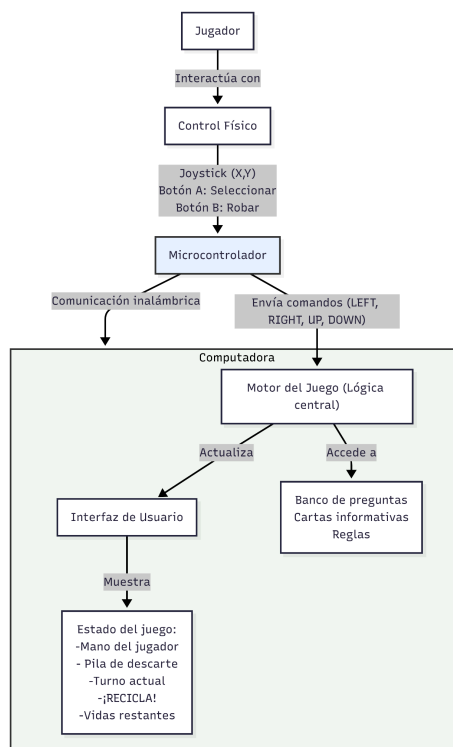 Jugador
Interactúa con
Control Físico
Joystick (X,Y)
Botón A: Seleccionar
Botón B: Robar
Microcontrolador
Comunicación inalámbrica
Envía comandos (LEFT,
RIGHT, UP, DOWN)
Computadora
Motor del Juego (Lógica
central)
Actualiza
Accede a
Interfaz de Usuario
Banco de preguntas
Cartas informativas
Reglas
Muestra
Estado del juego:
-Mano del jugador
- Pila de descarte
-Turno actual
-¡RECICLA!
-Vidas restantes